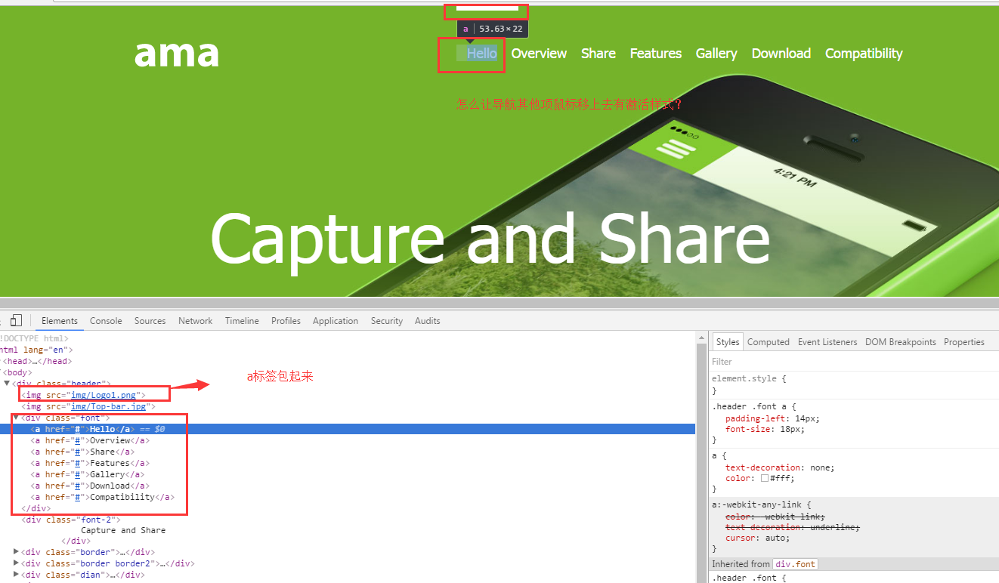 ama
a 53.63×22
Hello Overview Share Features Gallery Download Compatibility
怎么让导航其他项鼠标移上去有激活样式?
4:21 PM
Capture and Share
Elements Console Sources Network Timeline Profiles Application Security Audits
!DOCTYPE html>
html lang="en">
<head>…</head>
<body>
▼<div class="header">
<img src="img/Logo1.png">
<img src="img/Top-bar.jpg">
▼<div class="font">
<a href="#">Hello</a> == $0
<a href="#">Overview</a>
<a href="#">Share</a>
<a href="#">Features</a>
<a href="#">Gallery</a>
<a href="#">Download</a>
<a href="#">Compatibility</a>
</div>
<div class="font-2">
Capture and Share
</div>
▶<div class="border">…</div>
▶<div class="border border2">…</div>
▶<div class="dian">…</div>
a标签包起来
Styles Computed Event Listeners DOM Breakpoints Properties
Filter
element.style {
}
.header .font a {
padding-left: 14px;
font-size: 18px;
}
a {
text-decoration: none;
color: #fff;
}
a:-webkit-any-link {
color: -webkit-link;
text-decoration: underline;
cursor: auto;
}
Inherited from div.font
.header .font {